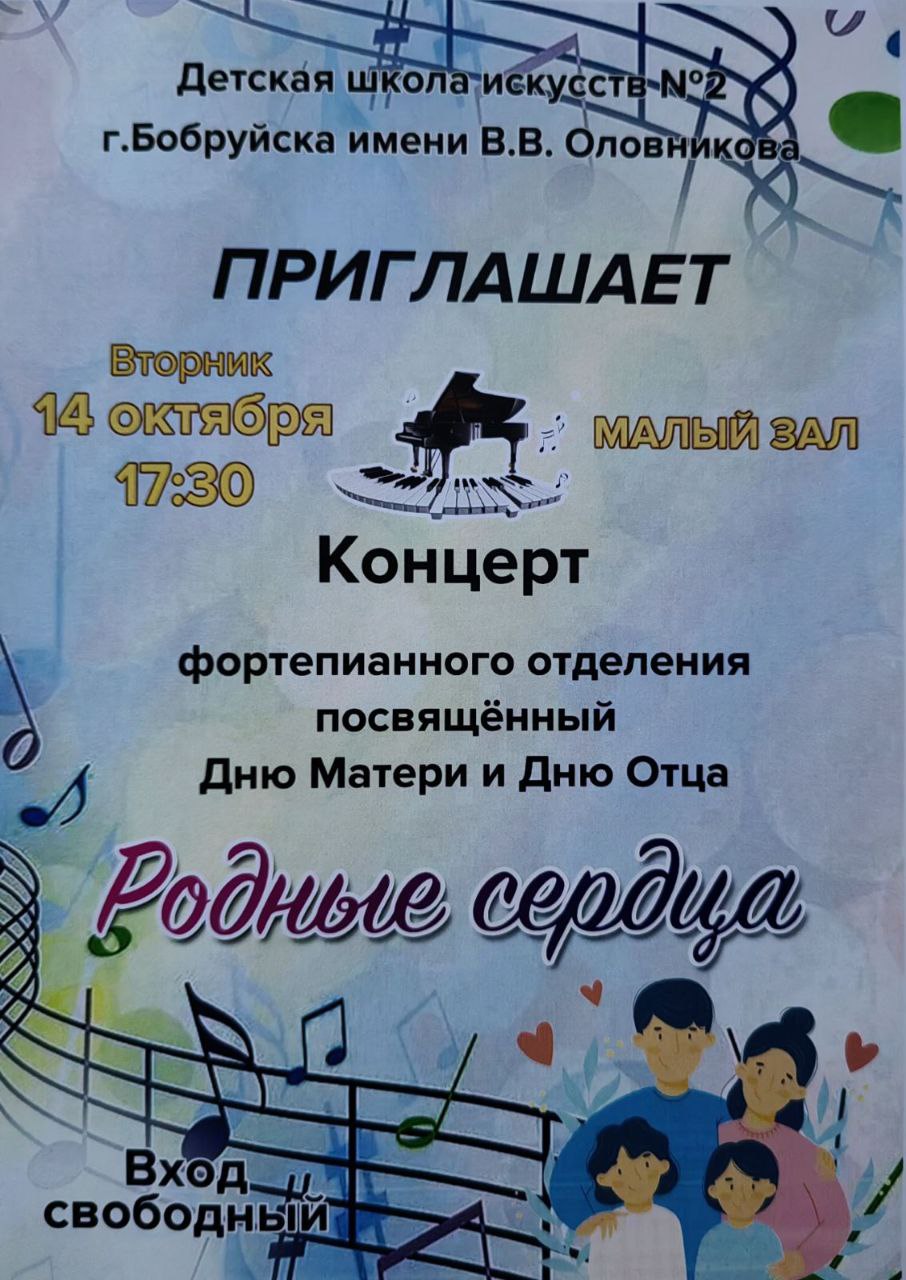 Детская школа искусств №2
г.Бобруйска имени В.В. Оловникова
ПРИГЛАШАЕТ
Вторник
14 октября
17:30
МАЛЫЙ ЗАЛ
Концерт
фортепианного отделения
посвящённый
Дню Матери и Дню Отца
Родные сердца
Вход
свободный